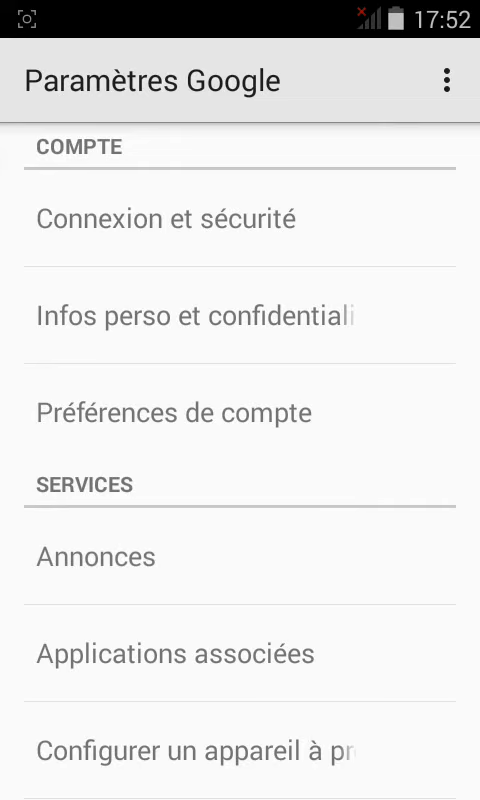 17:52
Paramètres Google
COMPTE
Connexion et sécurité
Infos perso et confidentiali
Préférences de compte
SERVICES
Annonces
Applications associées
Configurer un appareil à pr